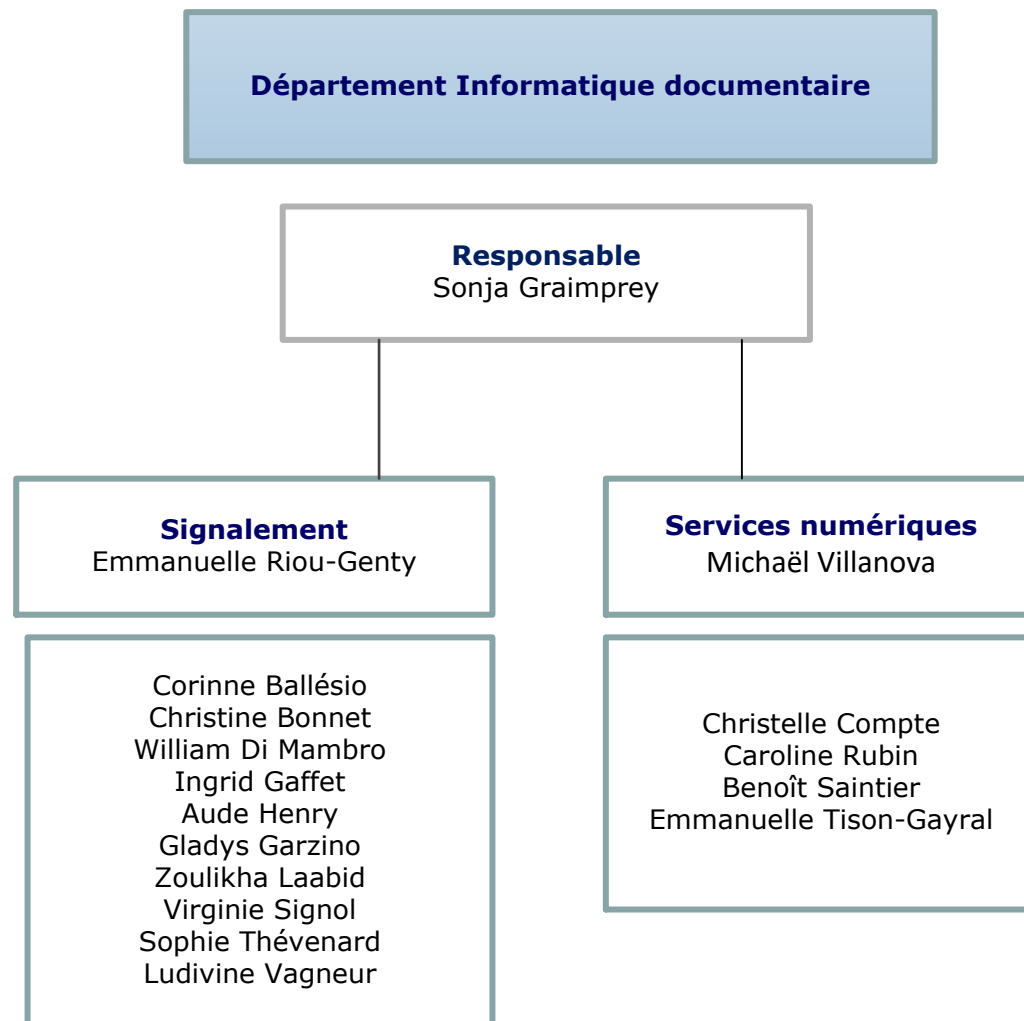 Département Informatique documentaire
Responsable
Sonja Graimprey
Signalement
Emmanuelle Riou-Genty
Corinne Ballésio
Christine Bonnet
William Di Mambro
Ingrid Gaffet
Aude Henry
Gladys Garzino
Zoulikha Laabid
Virginie Signol
Sophie Thévenard
Ludivine Vagneur
Services numériques
Michaël Villanova
Christelle Compte
Caroline Rubin
Benoît Saintier
Emmanuelle Tison-Gayral